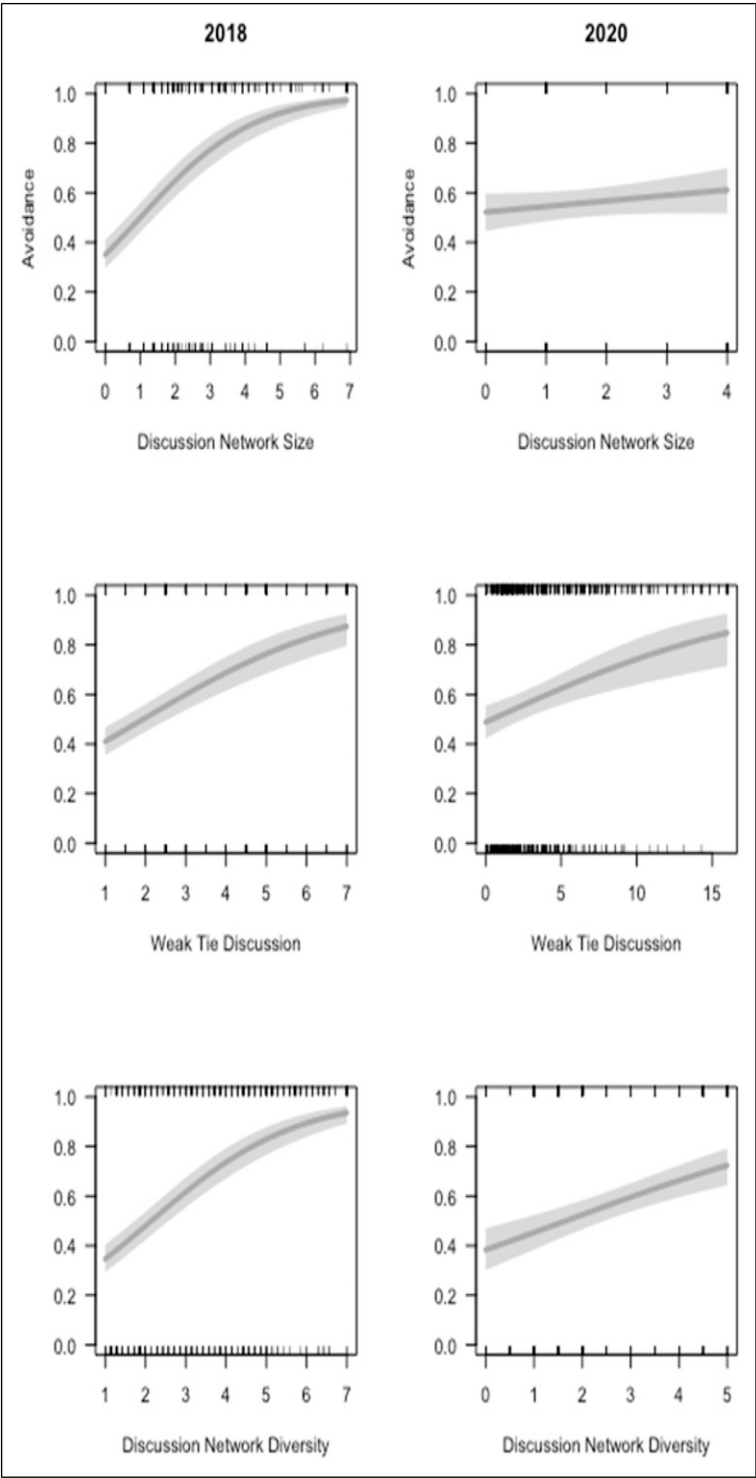 2018 2020
1.0 1.0
0.8 0.8
0.6 0.6
0.4 0.4
0.2 0.2
0.0 0.0
Avoidance Avoidance
0 1 2 3 4 5 6 7 0 1 2 3 4
Discussion Network Size Discussion Network Size
1.0 1.0
0.8 0.8
0.6 0.6
0.4 0.4
0.2 0.2
0.0 0.0
1 2 3 4 5 6 7 0 5 10 15
Weak Tie Discussion Weak Tie Discussion
1.0 1.0
0.8 0.8
0.6 0.6
0.4 0.4
0.2 0.2
0.0 0.0
1 2 3 4 5 6 7 0 1 2 3 4 5
Discussion Network Diversity Discussion Network Diversity